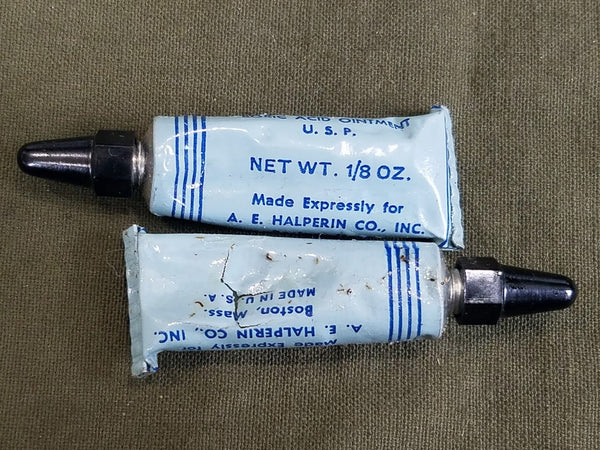 ACID OINTMENT
U. S. P.
NET WT. 1/8 OZ.
Made Expressly for
A. E. HALPERIN CO., INC.
Made Expressly for
A. E. HALPERIN CO., INC.
Boston, Mass.
MADE IN U. S. A.